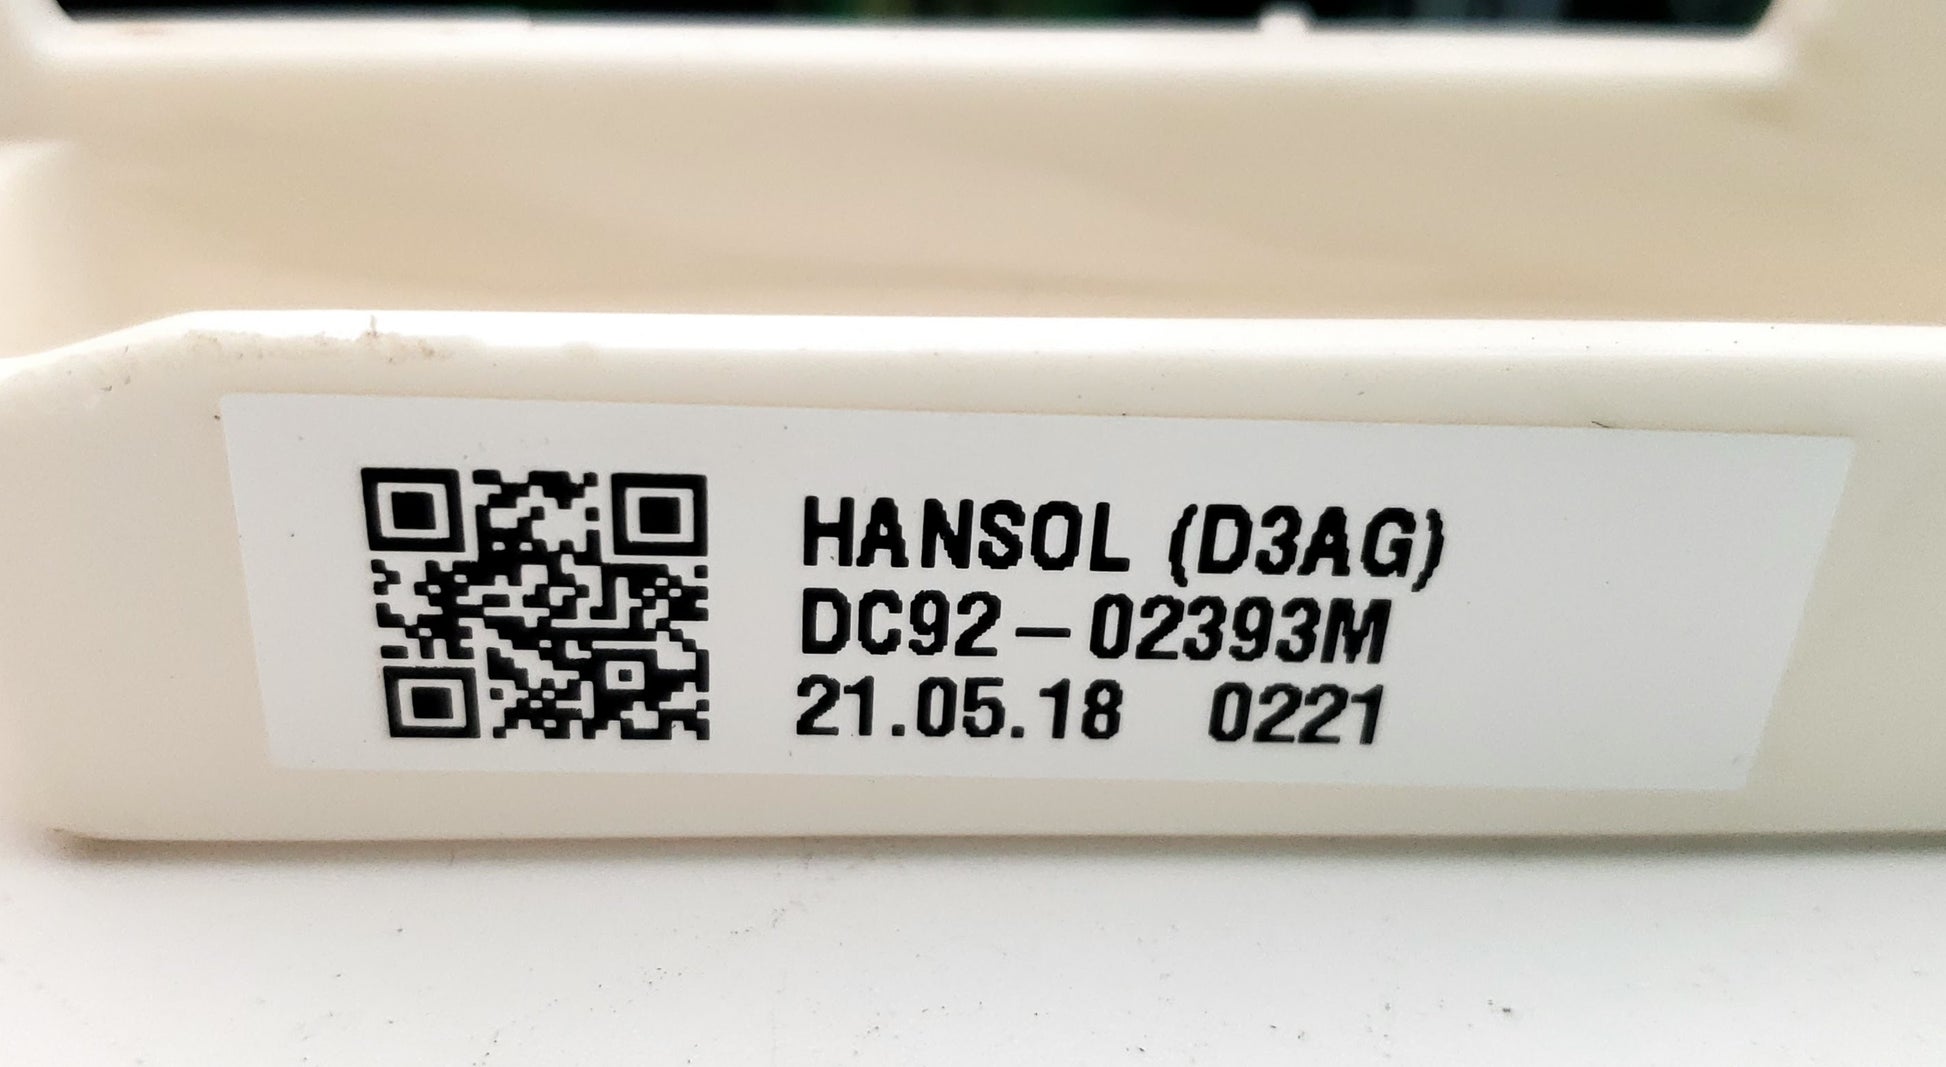 HANSOL (D3AG)
DC92-02393M
21.05.18 0221